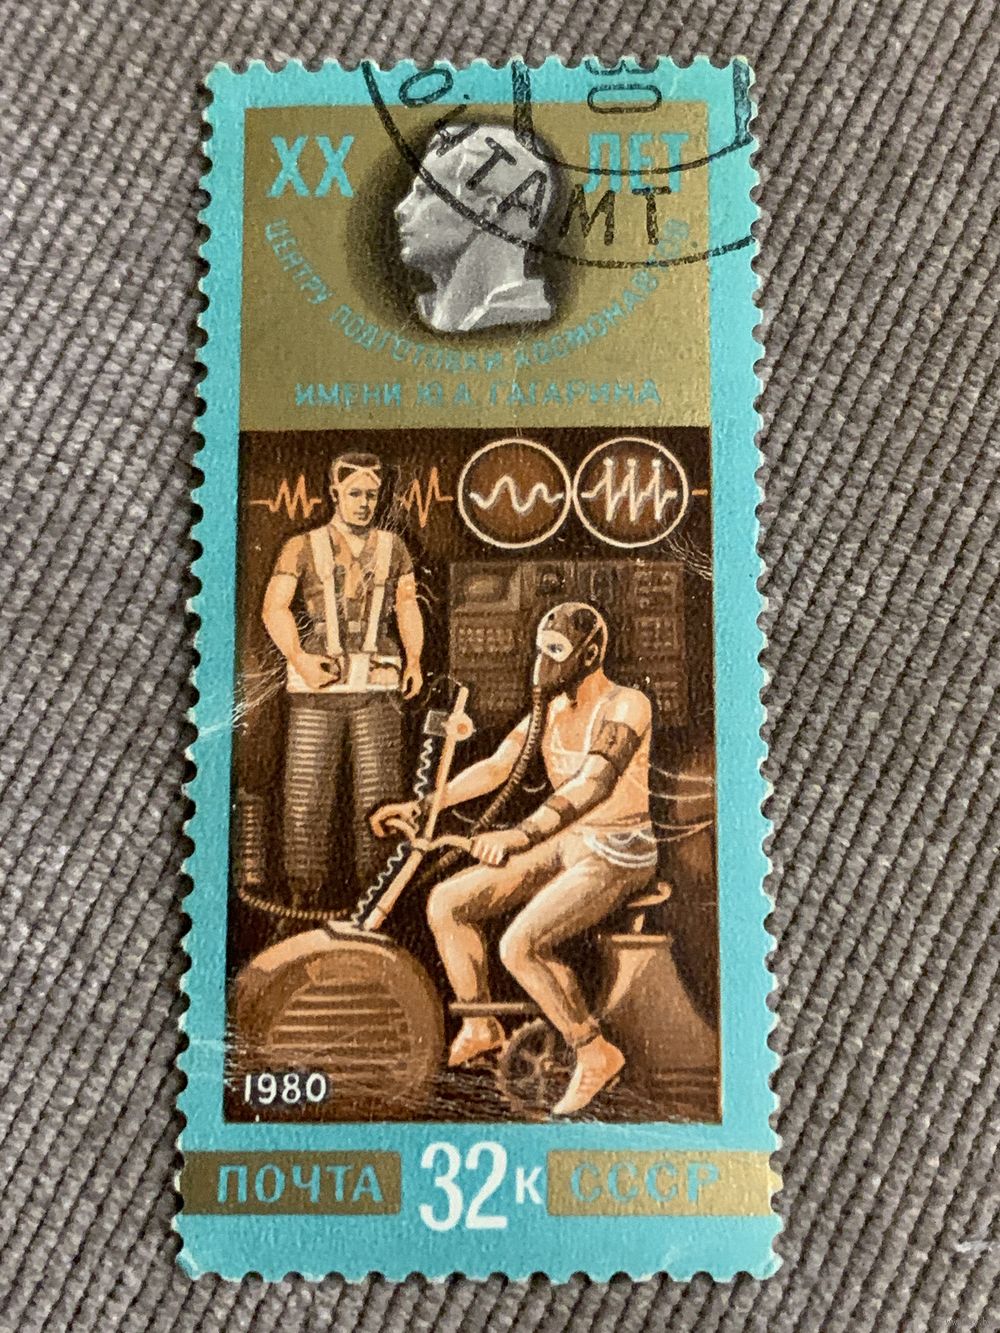 XX ЛЕТ
ЦЕНТРУ ПОДГОТОВКИ КОСМОНАВТОВ
ИМЕНИ Ю.А. ГАГАРИНА
1980
ПОЧТА 32к СССР